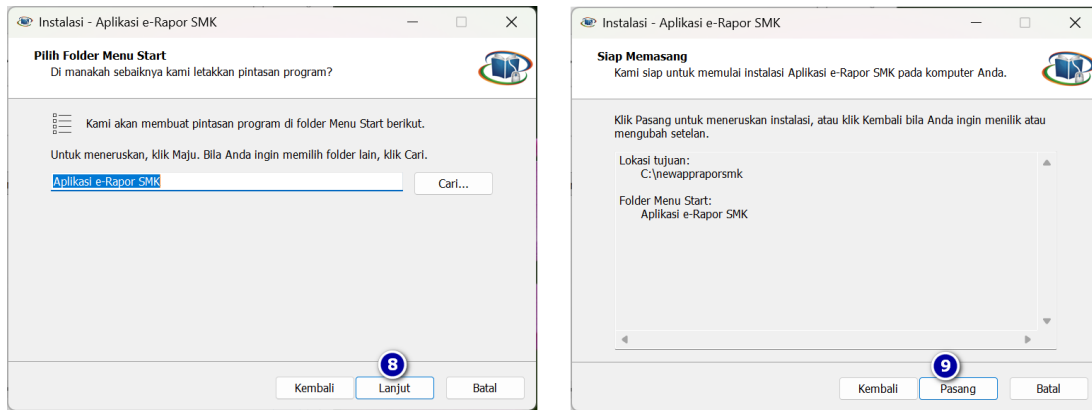 Instalasi - Aplikasi e-Rapor SMK
Pilih Folder Menu Start
Di manakah sebaiknya kami letakkan pintasan program?
Kami akan membuat pintasan program di folder Menu Start berikut.
Untuk meneruskan, klik Maju. Bila Anda ingin memilih folder lain, klik Cari.
Aplikasi e-Rapor SMK
Cari...
8
Kembali
Lanjut
Batal
Instalasi - Aplikasi e-Rapor SMK
Siap Memasang
Kami siap untuk memulai instalasi Aplikasi e-Rapor SMK pada komputer Anda.
Klik Pasang untuk meneruskan instalasi, atau klik Kembali bila Anda ingin menilik atau
mengubah setelan.
Lokasi tujuan:
C:\newappraporsmk
Folder Menu Start:
Aplikasi e-Rapor SMK
9
Kembali
Pasang
Batal